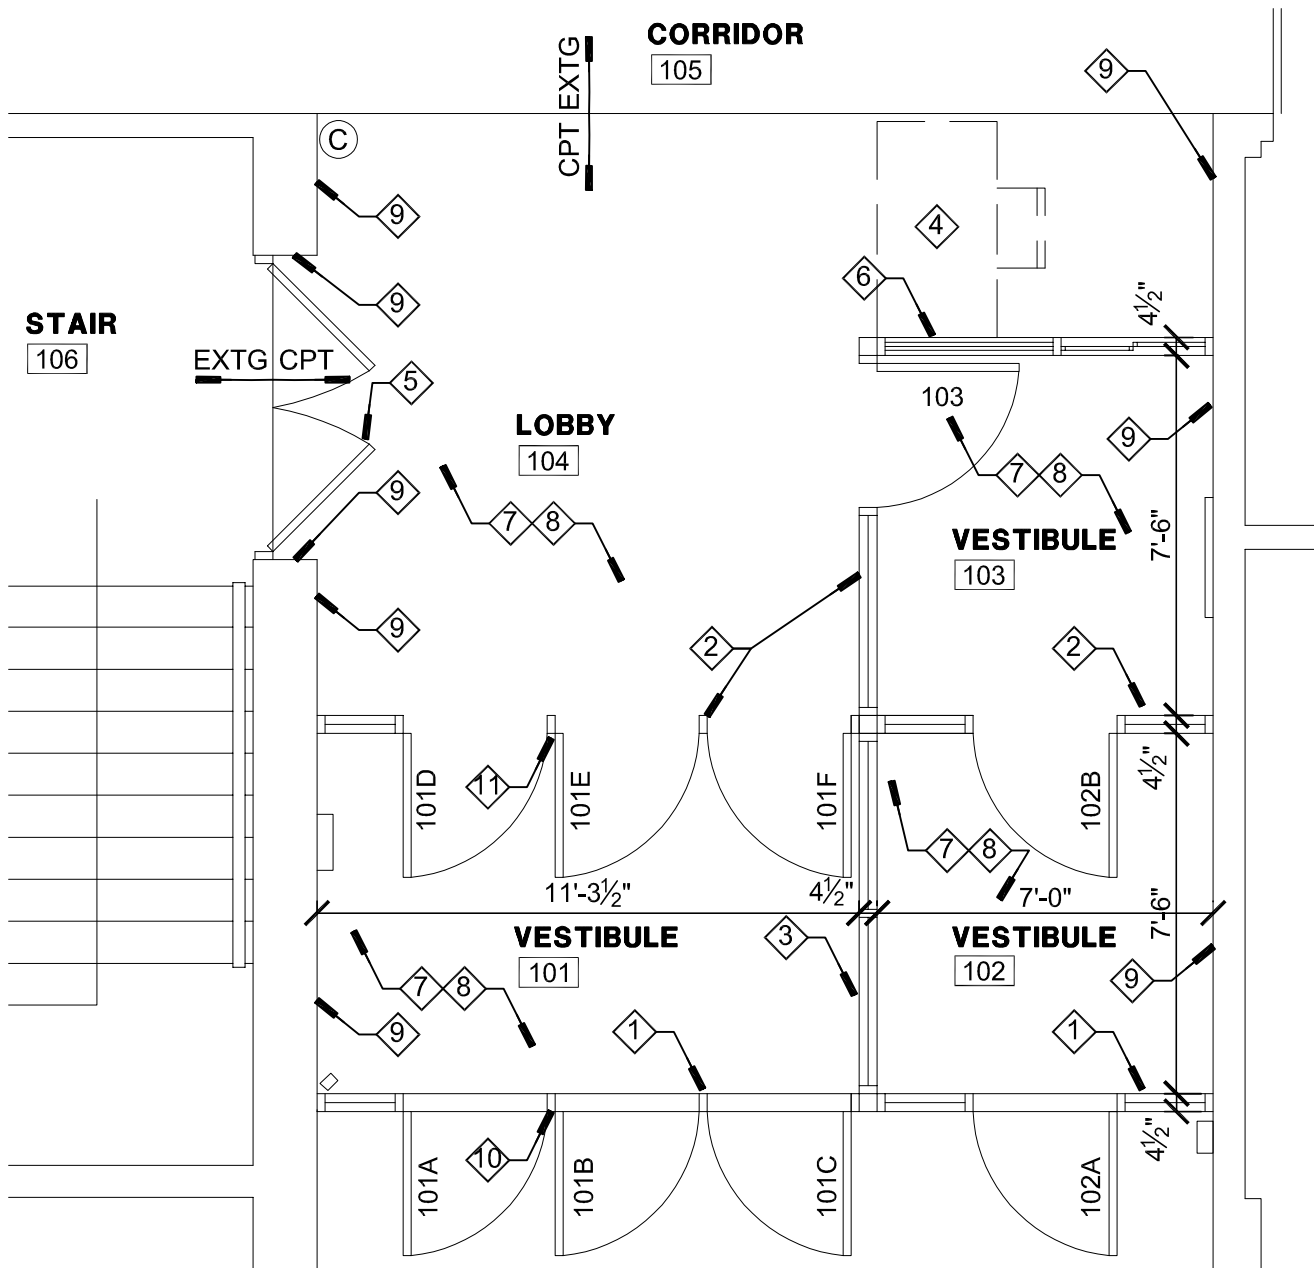 CORRIDOR
105
CPT EXTG
9
C
9
4
6
9
4½"
STAIR
106
EXTG CPT
5
103
LOBBY
104
9
7 8
9
7 8
7'-6"
VESTIBULE
103
9
2
2
4½"
11
101D
101E
101F
102B
7 8
11'-3½"
4½"
7'-0"
7'-6"
VESTIBULE
101
3
VESTIBULE
102
9
7 8
9
1
1
4½"
10
101A
101B
101C
102A